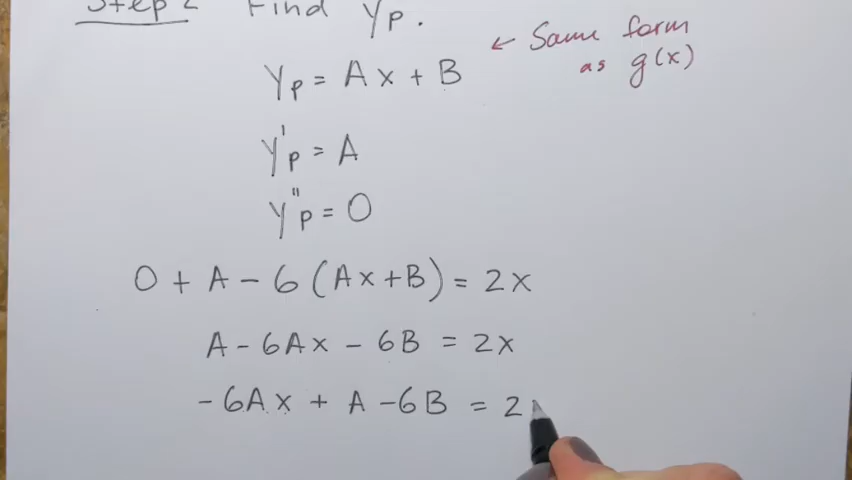 Step 2 Find Yp.
Yp = Ax + B ← Same form
as g(x)
Y'p = A
Y"p = 0
0 + A - 6 (Ax + B) = 2x
A - 6Ax - 6B = 2x
- 6Ax + A - 6B = 2